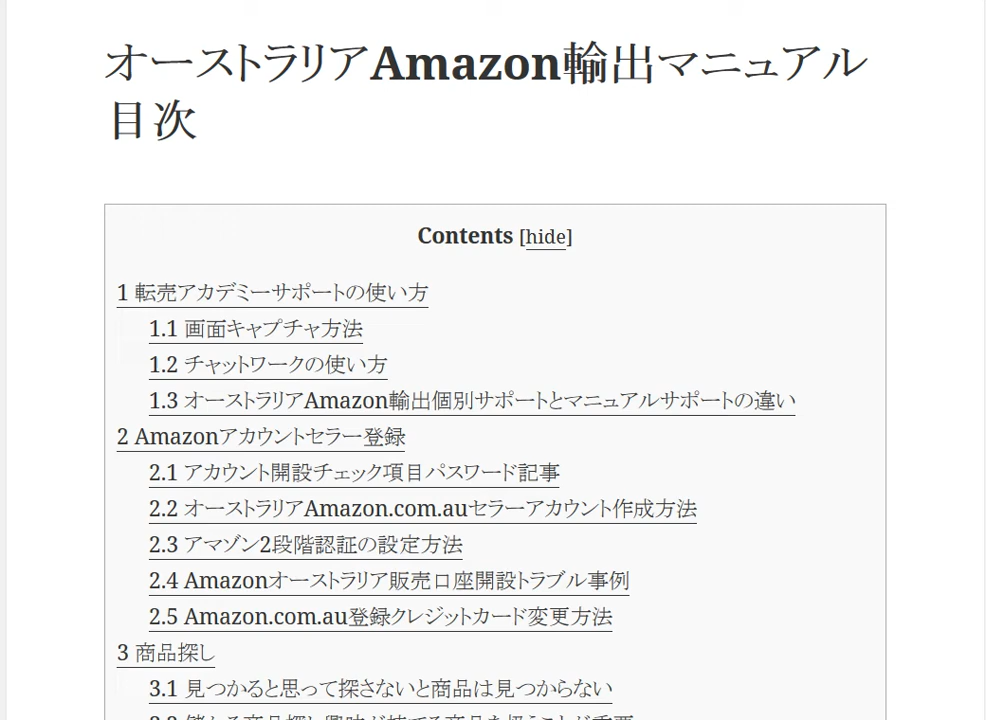 オーストラリアAmazon輸出マニュアル
目次
Contents [hide]
1 転売アカデミーサポートの使い方
1.1 画面キャプチャ方法
1.2 チャットワークの使い方
1.3 オーストラリアAmazon輸出個別サポートとマニュアルサポートの違い
2 Amazonアカウントセラー登録
2.1 アカウント開設チェック項目パスワード記事
2.2 オーストラリアAmazon.com.auセラーアカウント作成方法
2.3 アマゾン2段階認証の設定方法
2.4 Amazonオーストラリア販売口座開設トラブル事例
2.5 Amazon.com.au登録クレジットカード変更方法
3 商品探し
3.1 見つかると思って探さないと商品は見つからない